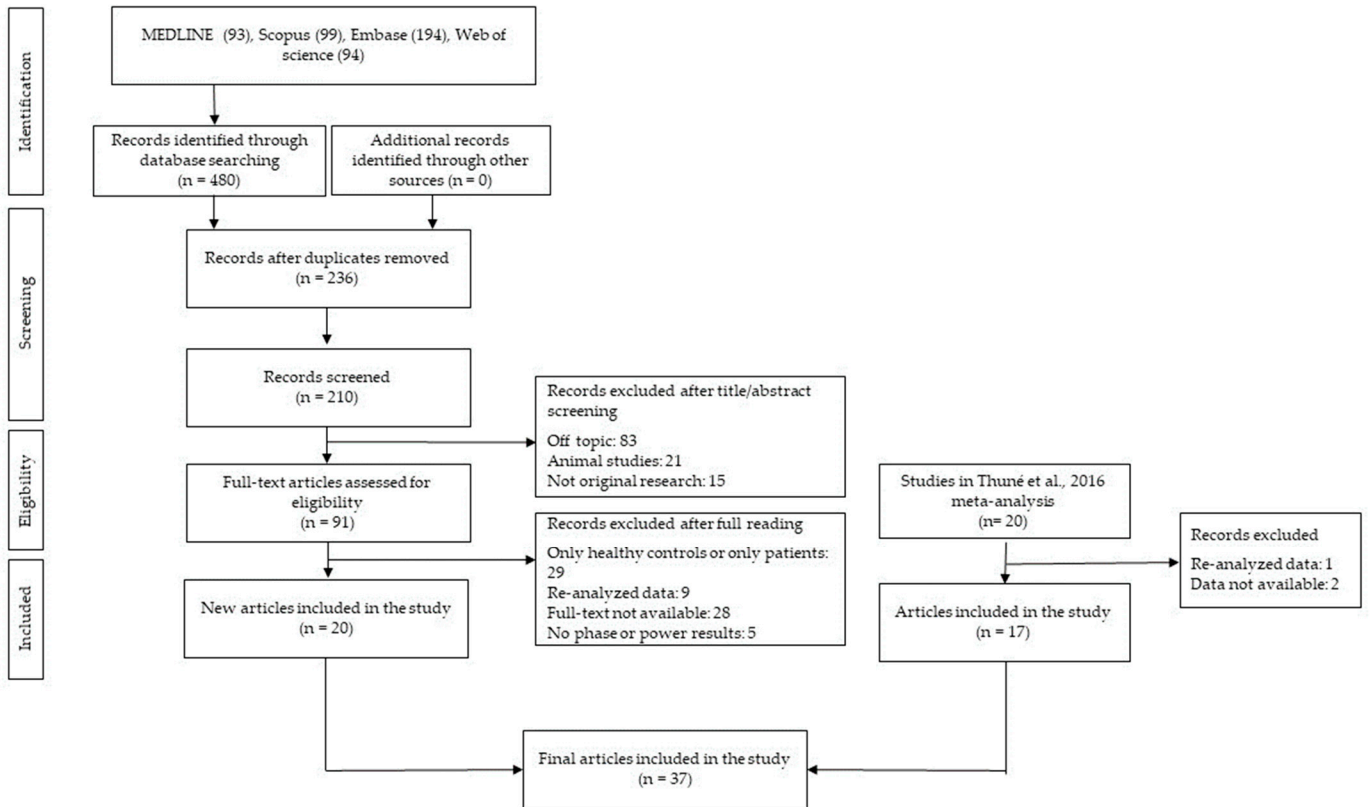 Identification
MEDLINE (93), Scopus (99), Embase (194), Web of
science (94)
Records identified through
database searching
(n = 480)
Additional records
identified through other
sources (n = 0)
Screening
Records after duplicates removed
(n = 236)
Records screened
(n = 210)
Records excluded after title/abstract
screening
Off topic: 83
Animal studies: 21
Not original research: 15
Eligibility
Full-text articles assessed for
eligibility
(n = 91)
Studies in Thuné et al., 2016
meta-analysis
(n= 20)
Records excluded after full reading
Only healthy controls or only patients:
29
Re-analyzed data: 9
Full-text not available: 28
No phase or power results: 5
Records excluded
Re-analyzed data: 1
Data not available: 2
Included
New articles included in the study
(n = 20)
Articles included in the study
(n = 17)
Final articles included in the study
(n = 37)